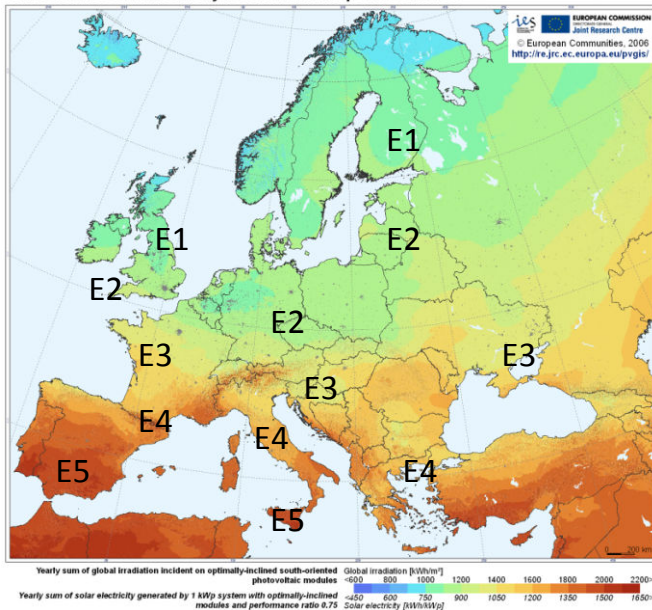 ies
EUROPEAN COMMISSION
DIRECTORATE-GENERAL
Joint Research Centre
© European Communities, 2006
http://re.jrc.ec.europa.eu/pvgis/
E1
E1
E2
E2
E2
E3
E3
E3
E4
E4
E4
E5
E5
0 200 km
Yearly sum of global irradiation incident on optimally-inclined south-oriented
photovoltaic modules
Global irradiation [kWh/m²]
<600 800 1000 1200 1400 1600 1800 2000 2200>
<450 600 750 900 1050 1200 1350 1500 1650>
Solar electricity [kWh/kWp]
Yearly sum of solar electricity generated by 1 kWp system with optimally-inclined
modules and performance ratio 0.75